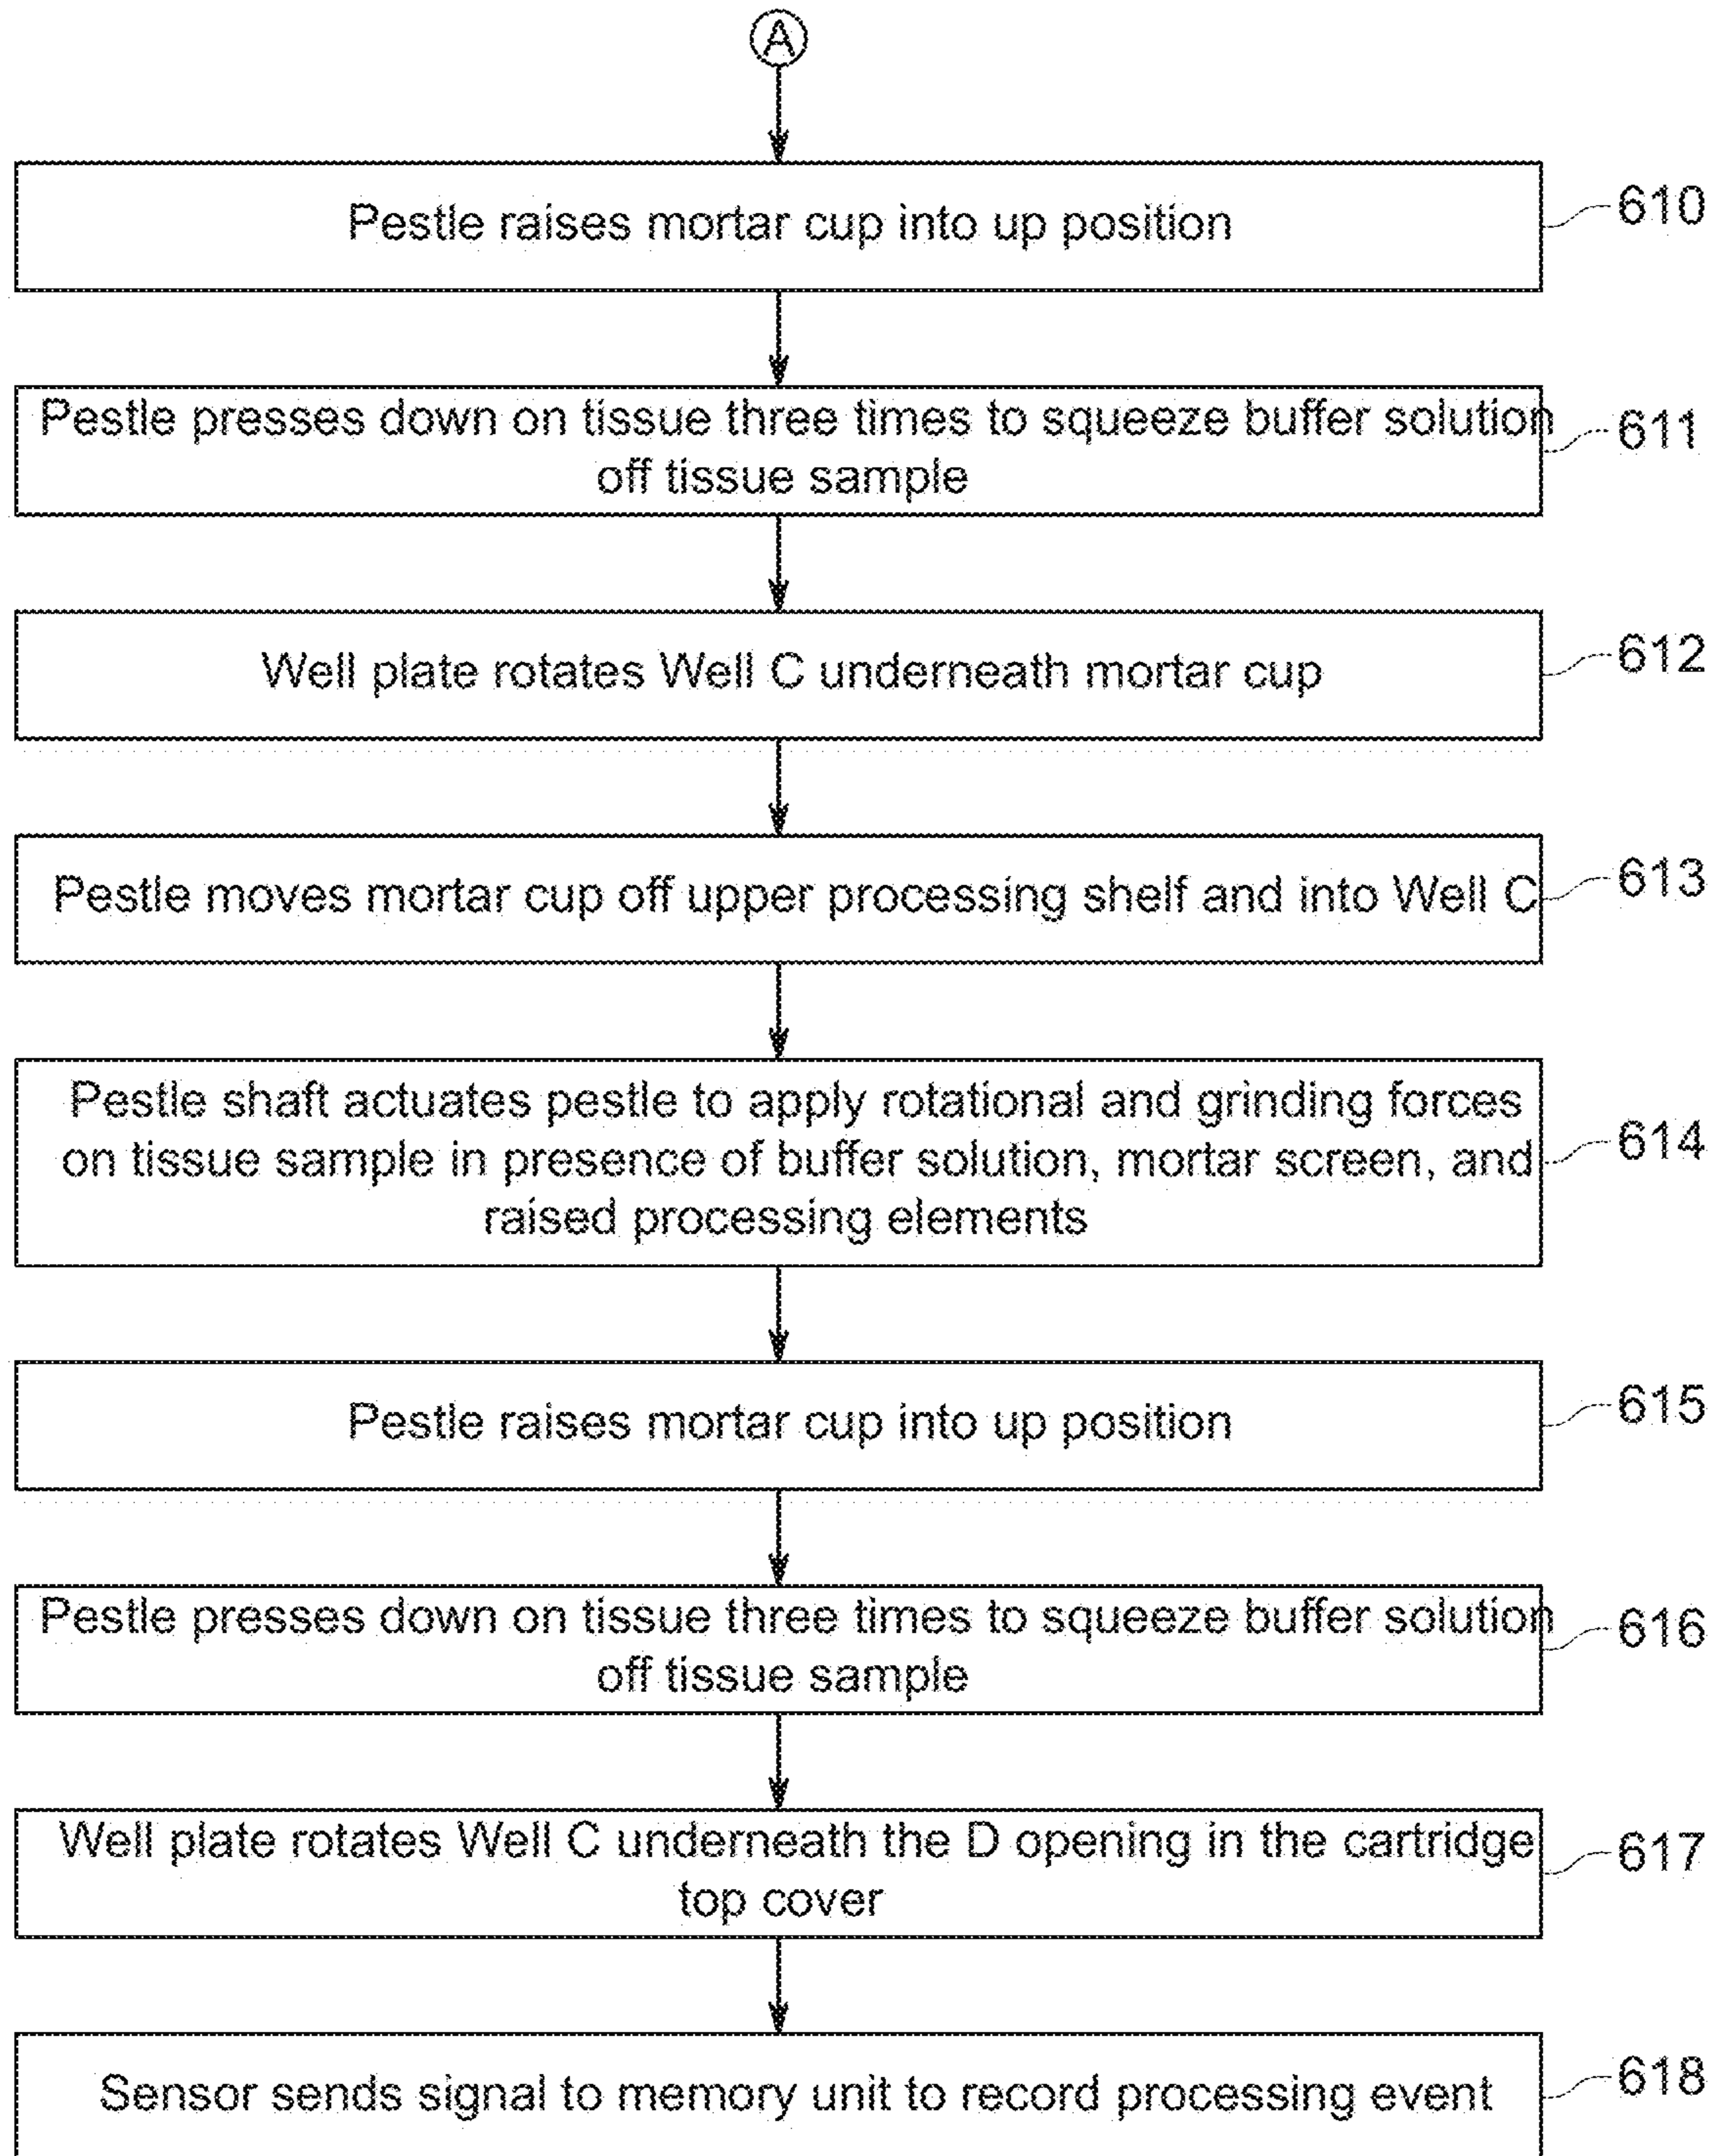 A
Pestle raises mortar cup into up position
610
Pestle presses down on tissue three times to squeeze buffer solution
off tissue sample
611
Well plate rotates Well C underneath mortar cup
612
Pestle moves mortar cup off upper processing shelf and into Well C
613
Pestle shaft actuates pestle to apply rotational and grinding forces
on tissue sample in presence of buffer solution, mortar screen, and
raised processing elements
614
Pestle raises mortar cup into up position
615
Pestle presses down on tissue three times to squeeze buffer solution
off tissue sample
616
Well plate rotates Well C underneath the D opening in the cartridge
top cover
617
Sensor sends signal to memory unit to record processing event
618